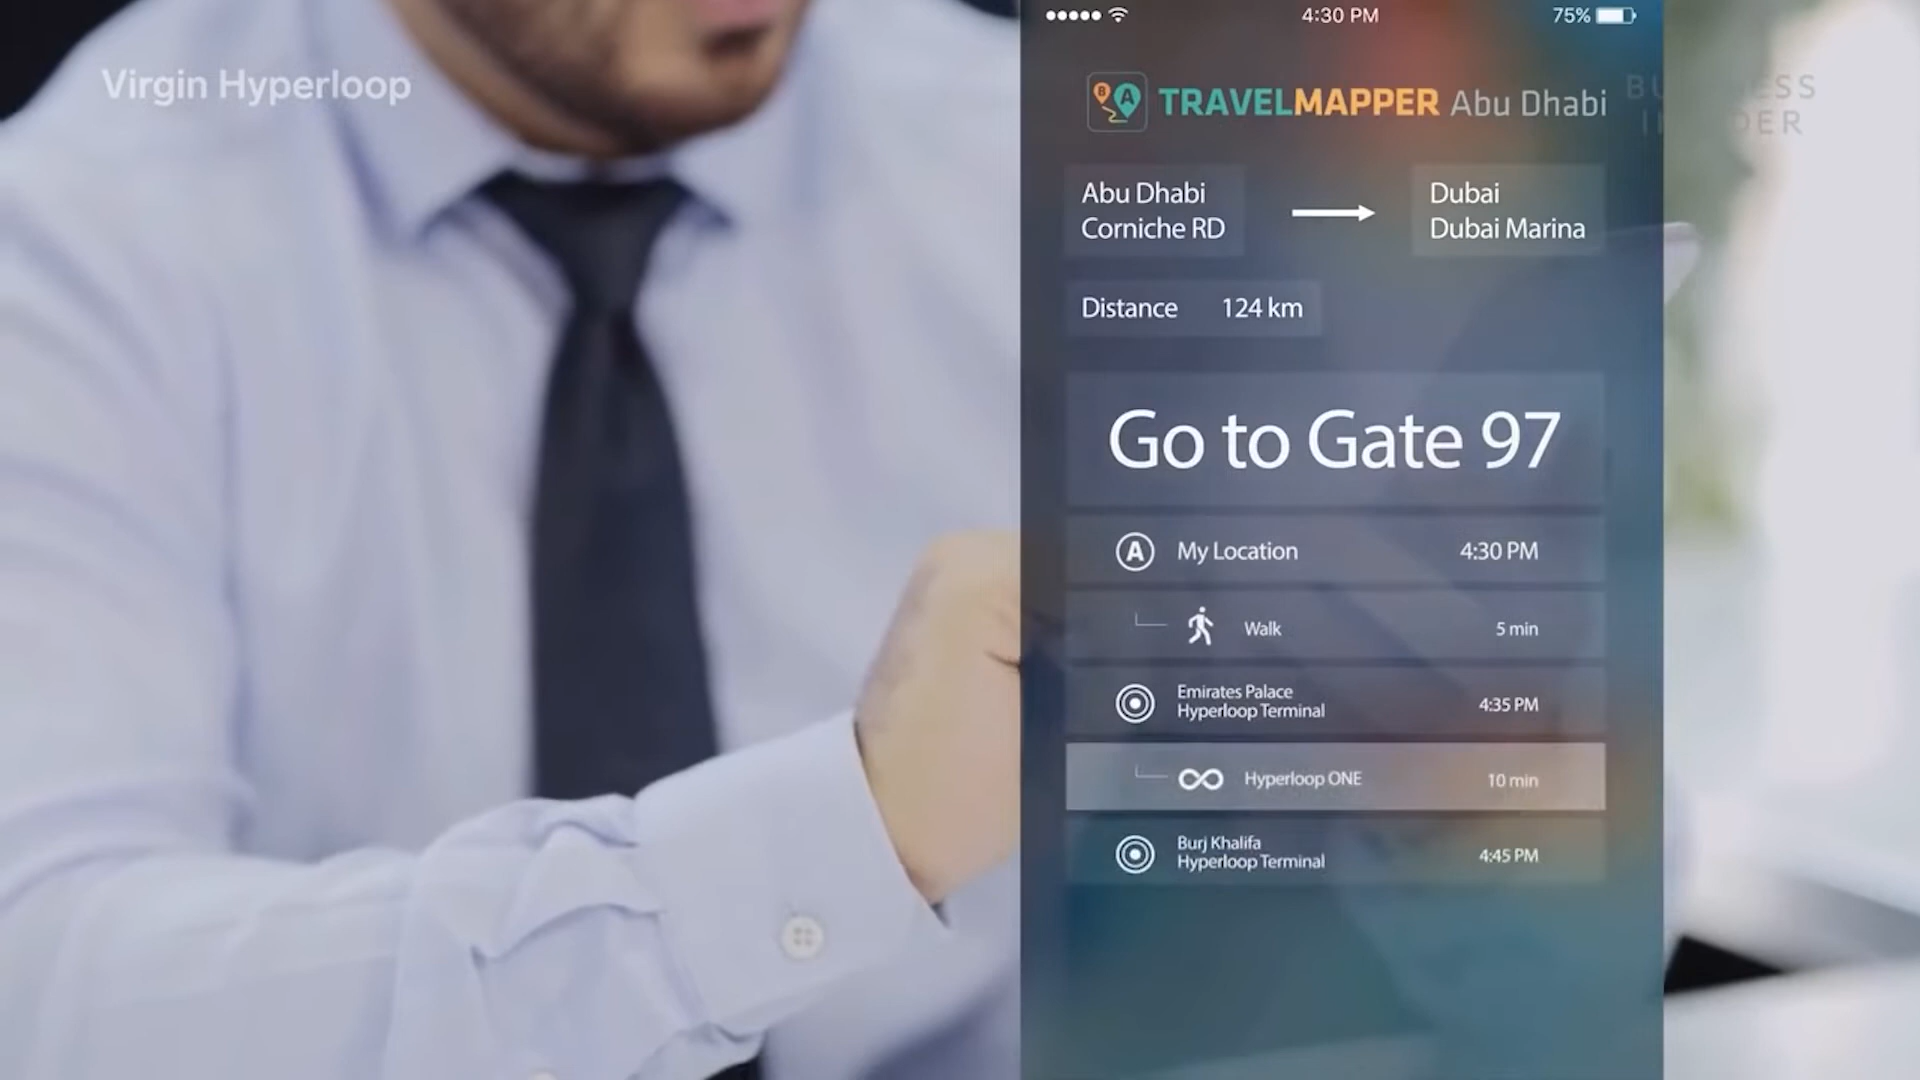 Virgin Hyperloop
4:30 PM
75%
TRAVELMAPPER Abu Dhabi
Abu Dhabi
Corniche RD
Dubai
Dubai Marina
Distance 124 km
Go to Gate 97
A My Location 4:30 PM
Walk 5 min
Emirates Palace
Hyperloop Terminal
4:35 PM
Hyperloop ONE 10 min
Burj Khalifa
Hyperloop Terminal
4:45 PM